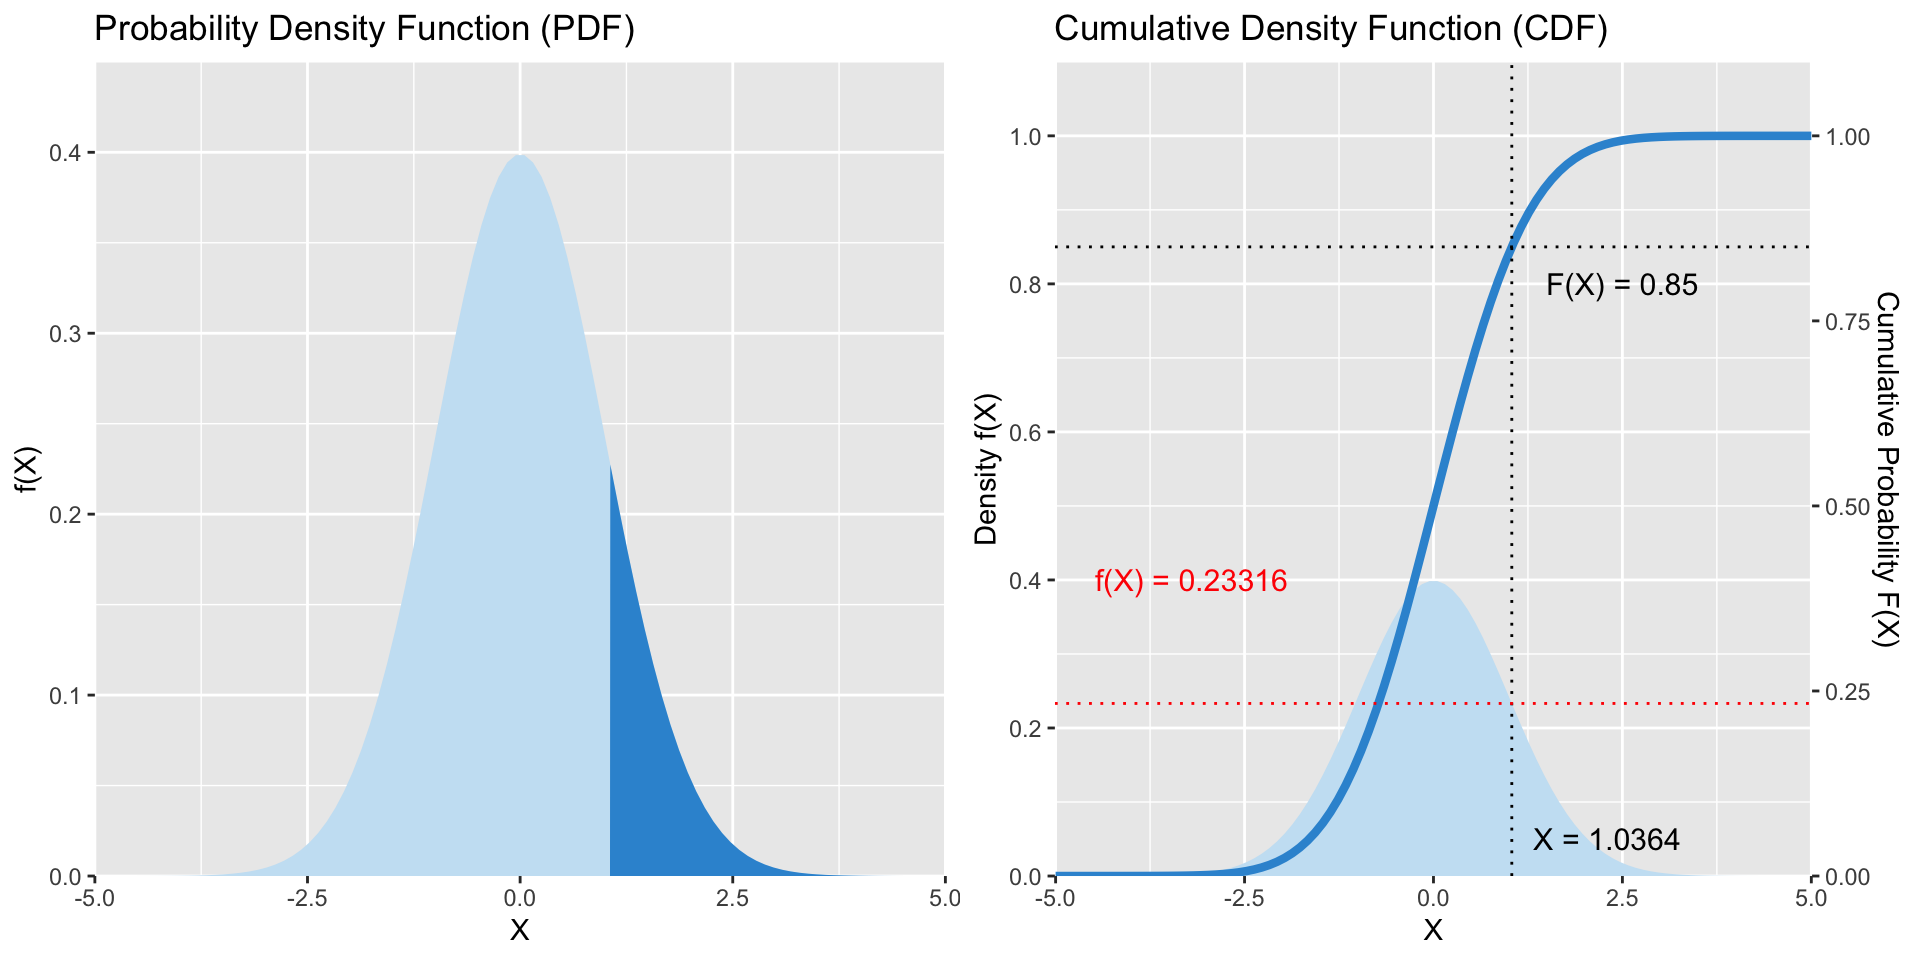 Probability Density Function (PDF)
f(X)
0.4
0.3
0.2
0.1
0.0
-5.0
-2.5
0.0
2.5
5.0
X
Cumulative Density Function (CDF)
Density f(X)
1.0
0.8
0.6
0.4
0.2
0.0
F(X) = 0.85
f(X) = 0.23316
X = 1.0364
1.00
0.75
0.50
0.25
0.00
Cumulative Probability F(X)
-5.0
-2.5
0.0
2.5
5.0
X